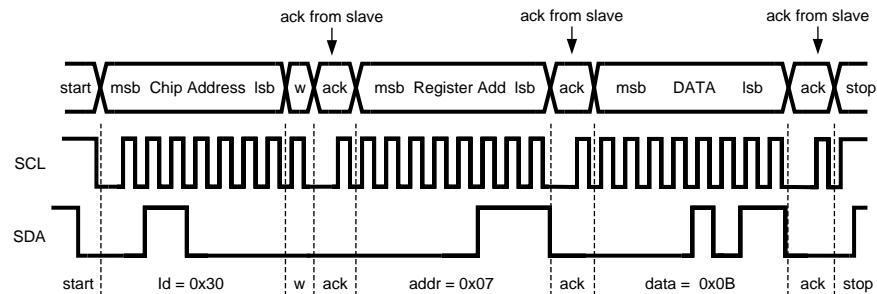 ack from slave ack from slave ack from slave
start msb Chip Address lsb w ack msb Register Add lsb ack msb DATA lsb ack stop
SCL
SDA
start Id = 0x30 w ack addr = 0x07 ack data = 0x0B ack stop